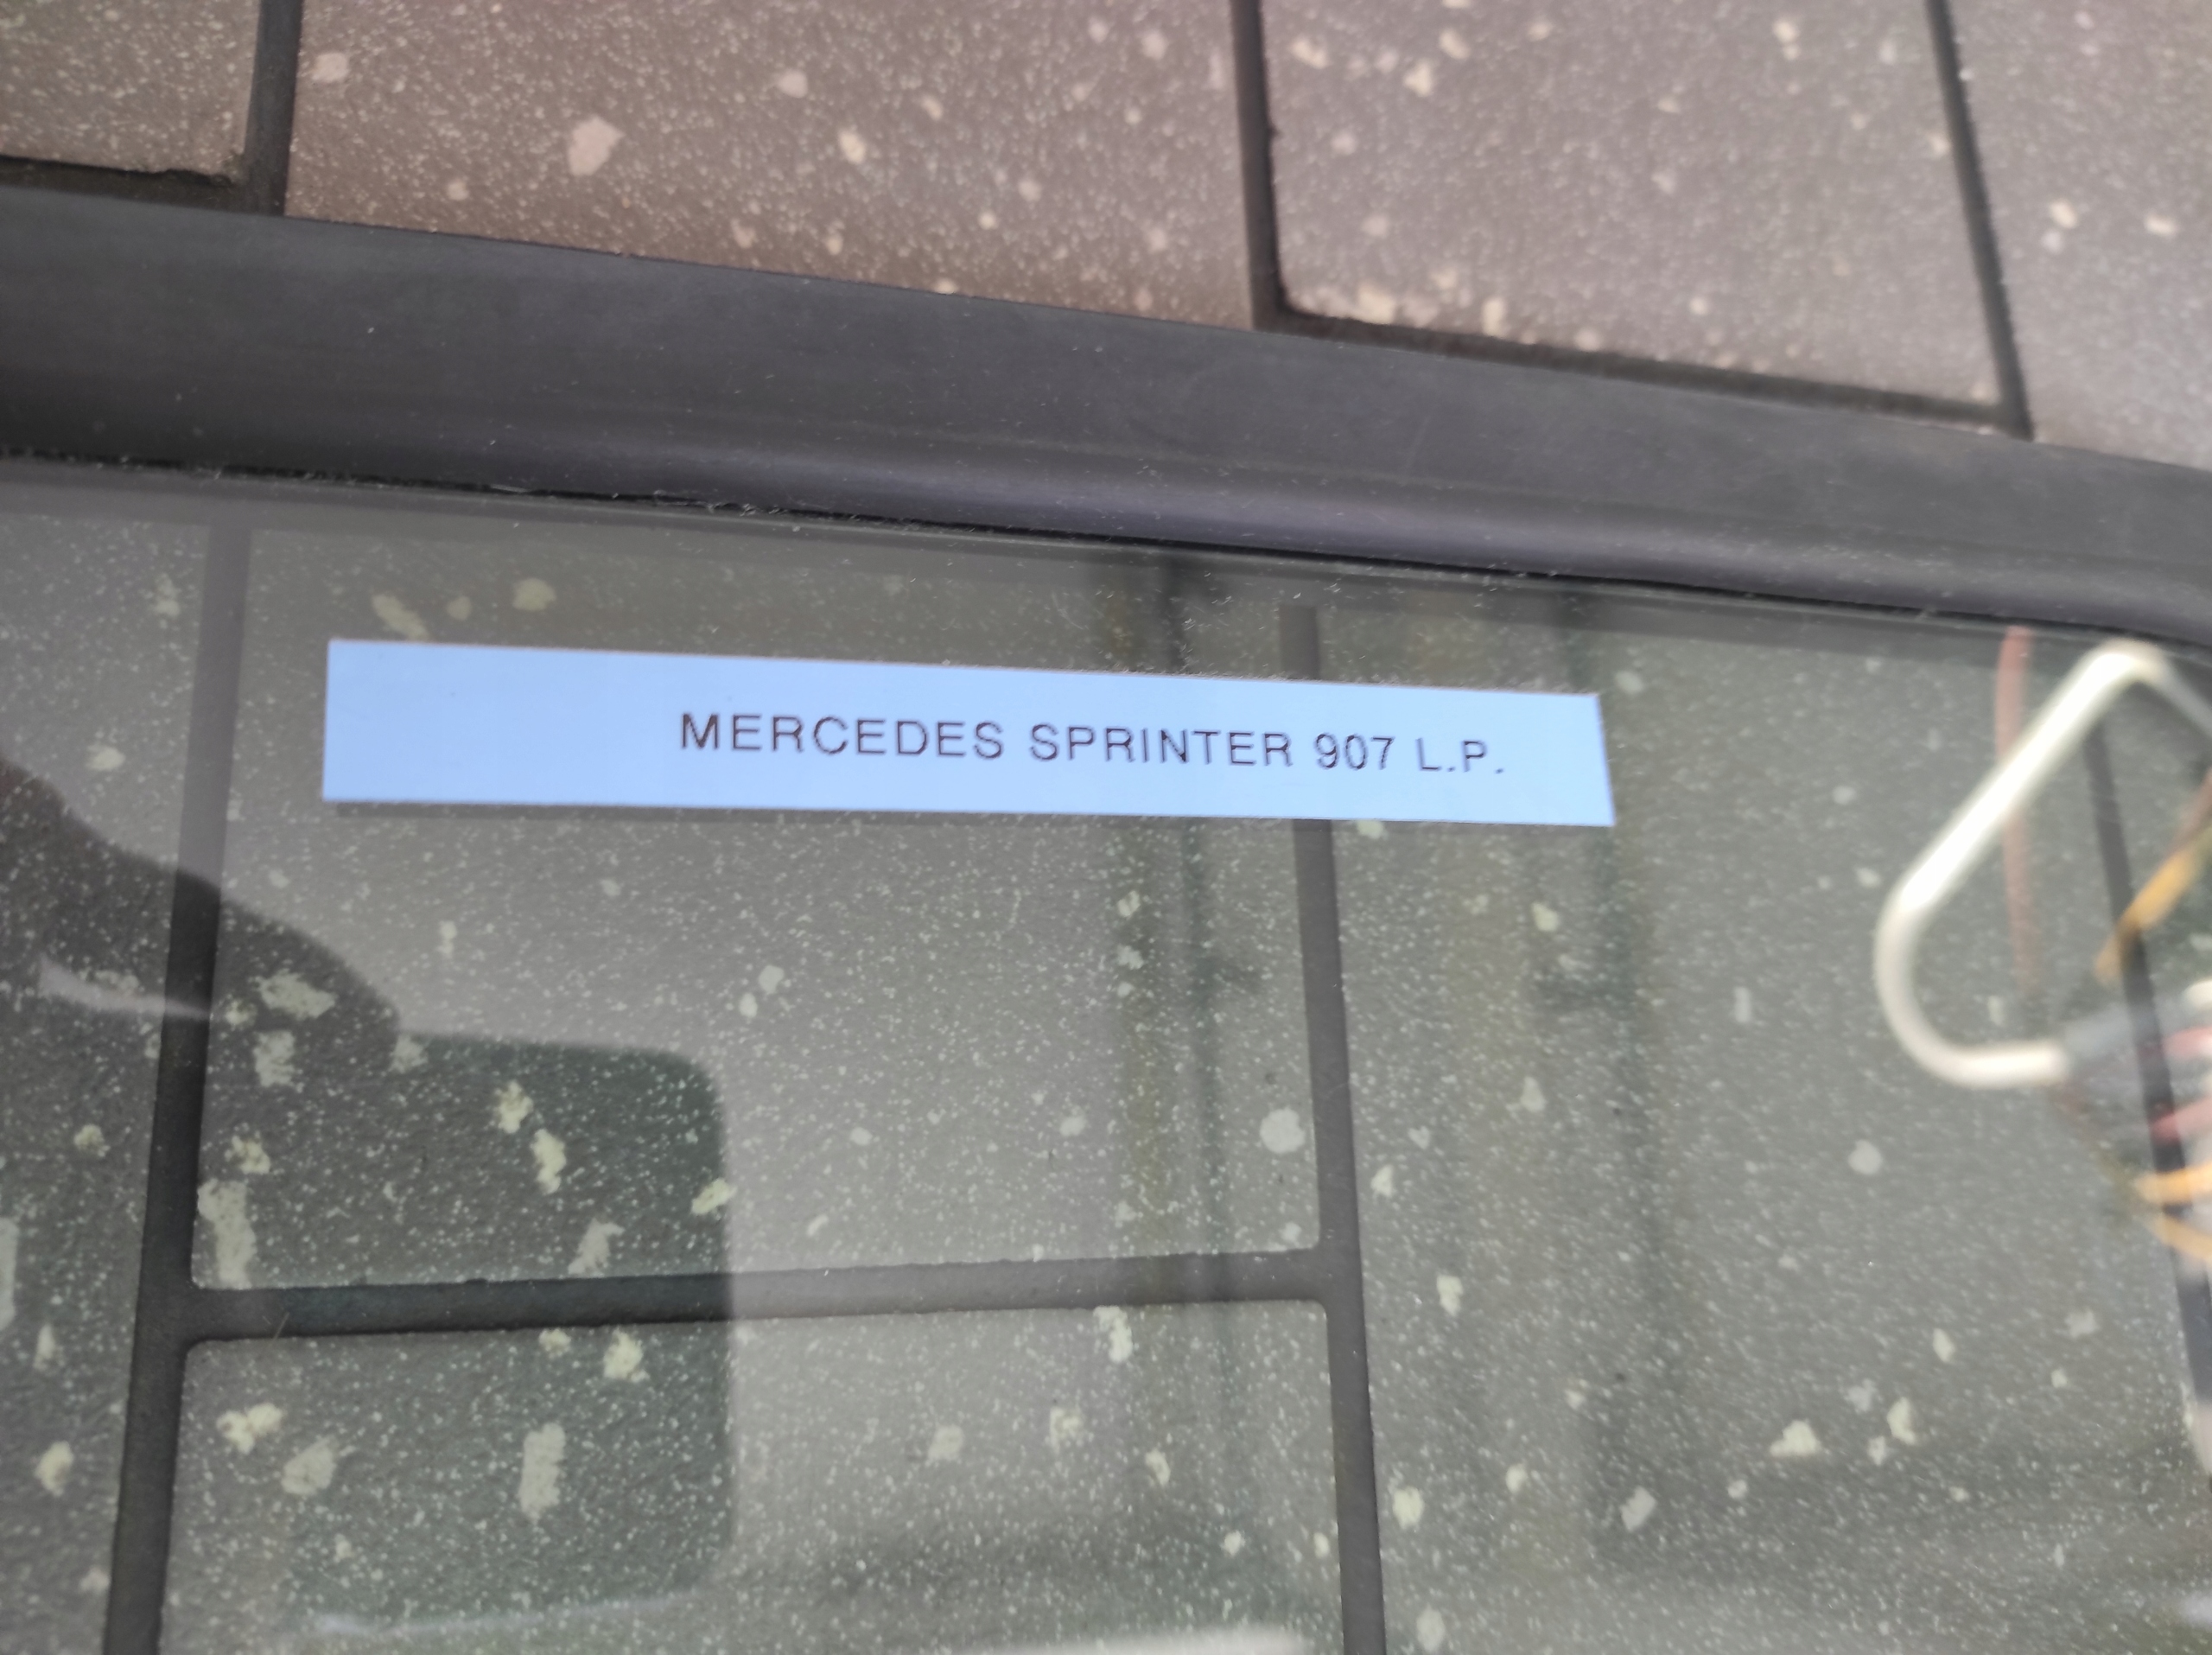 MERCEDES SPRINTER 907 L.P.